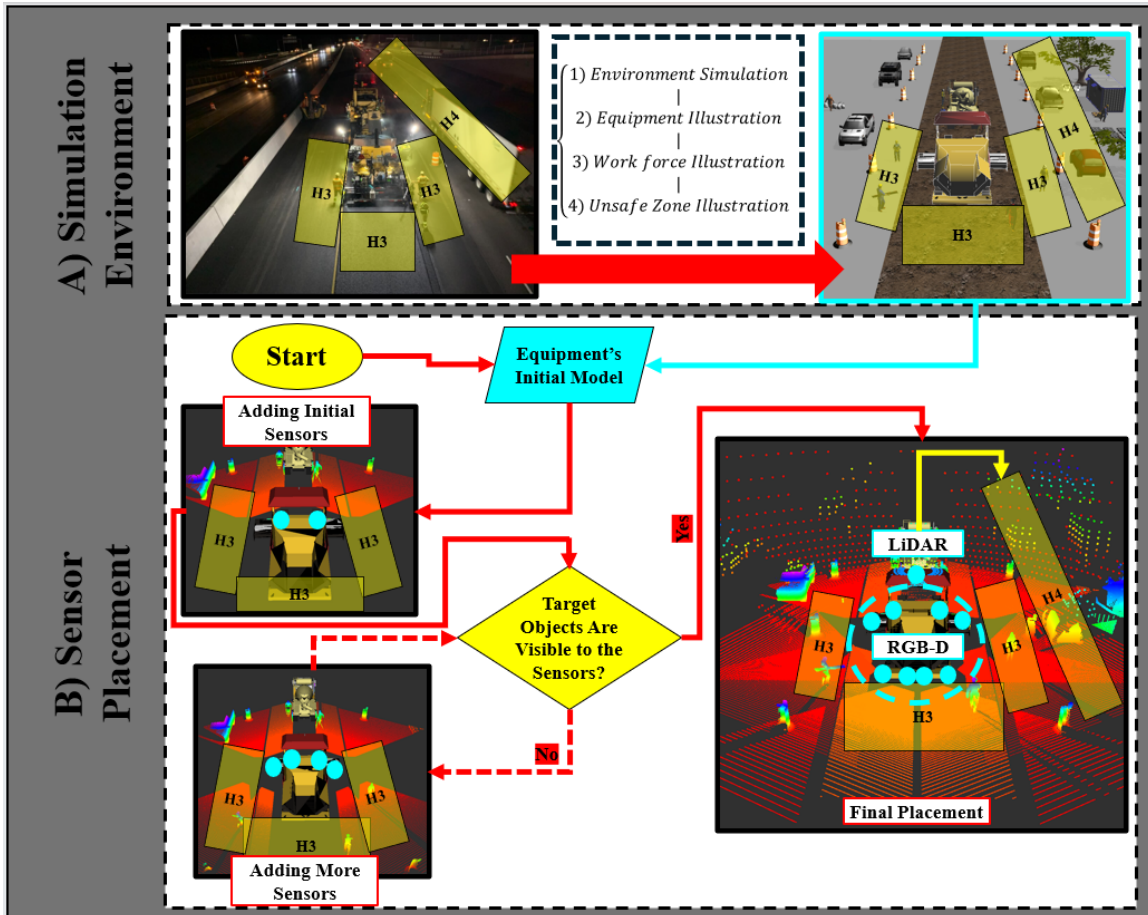 A) Simulation
Environment
H4
H3
H3
H3
1) Environment Simulation
|
2) Equipment Illustration
|
3) Work force Illustration
|
4) Unsafe Zone Illustration
H4
H3
H3
H3
B) Sensor
Placement
Start
Equipment's
Initial Model
Adding Initial
Sensors
H3
H3
H3
Target
Objects Are
Visible to the
Sensors?
Yes
No
H3
H3
H3
Adding More
Sensors
LiDAR
H4
RGB-D
H3
H3
H3
Final Placement